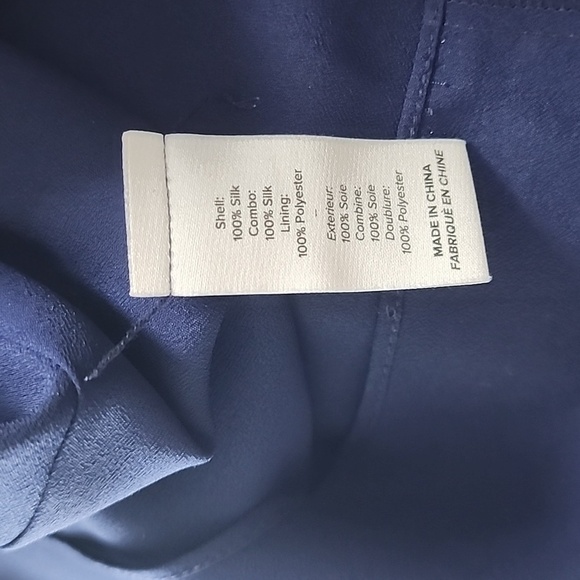 Shell:
100% Silk
Combo:
100% Silk
Lining:
100% Polyester
Exterieur:
100% Soie
Combine:
100% Soie
Doublure:
100% Polyester
MADE IN CHINA
FABRIQUÈ EN CHINE